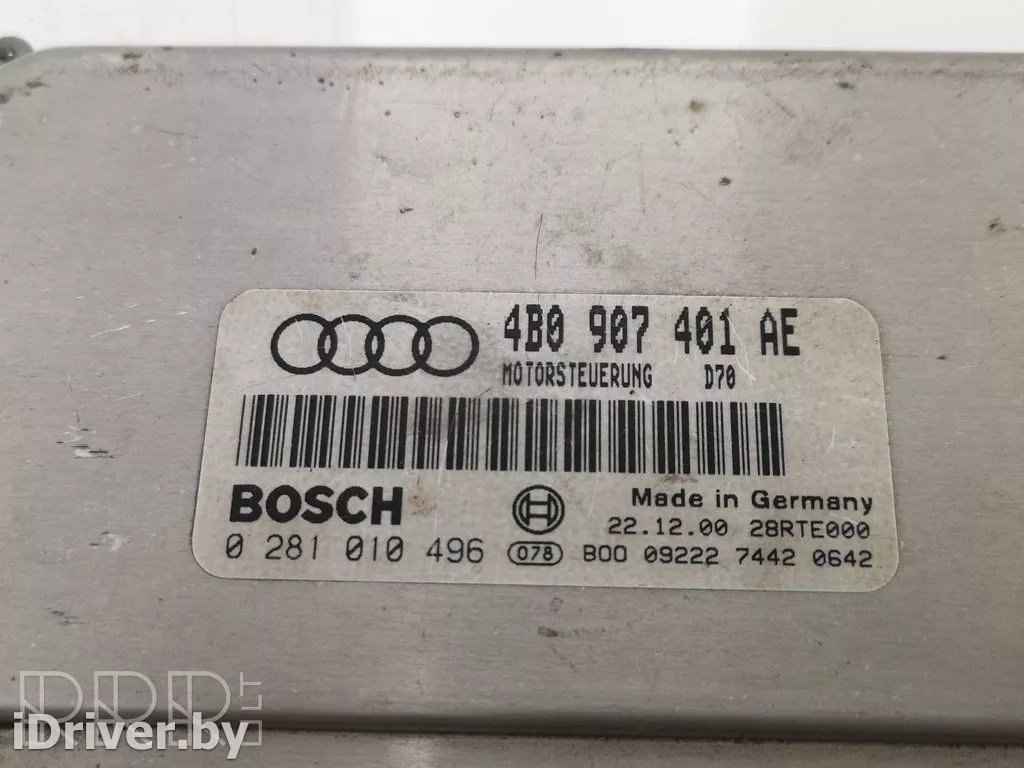 4B0 907 401 AE
MOTORSTEUERUNG D70
BOSCH Made in Germany
22.12.00 28RTE000
0 281 010 496 078 B00 09222 7442 0642
iDriver.by